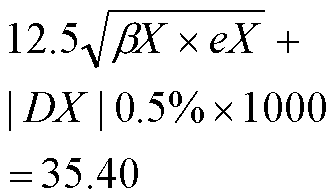 12.5√(βX × eX) +
| DX | 0.5% × 1000
= 35.40